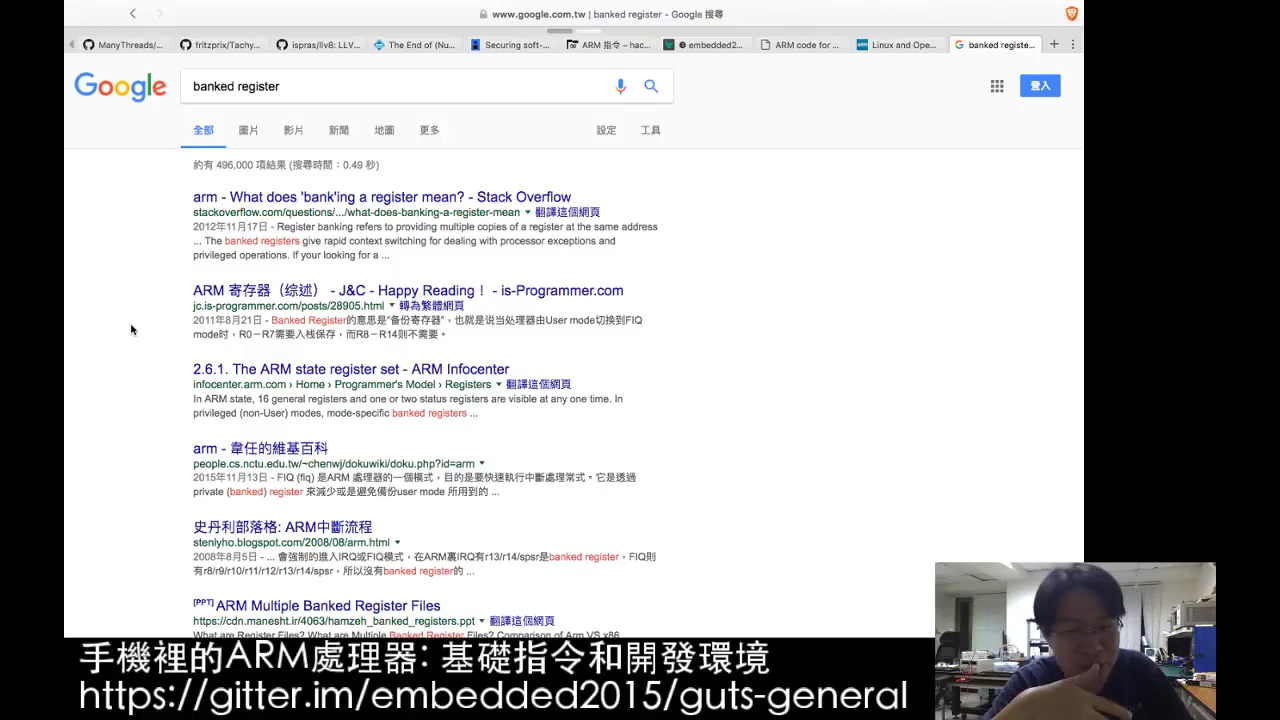 www.google.com.tw | banked register - Google 搜尋
ManyThreads/...
fritzprix/Tachy...
ispras/llv8: LLV...
The End of (Nu...
Securing soft-...
ARM 指令 – hac...
embedded2...
ARM code for ...
Linux and Ope...
banked registe...
Google
banked register
登入
全部
圖片
影片
新聞
地圖
更多
設定
工具
約有 496,000 項結果 (搜尋時間：0.49 秒)
arm - What does 'bank'ing a register mean? - Stack Overflow
stackoverflow.com/questions/.../what-does-banking-a-register-mean ▼ 翻譯這個網頁
2012年11月17日 - Register banking refers to providing multiple copies of a register at the same address
... The banked registers give rapid context switching for dealing with processor exceptions and
privileged operations. If your looking for a ...
ARM 寄存器（综述） - J&C - Happy Reading！ - is-Programmer.com
jc.is-programmer.com/posts/28905.html ▼ 轉為繁體網頁
2011年8月21日 - Banked Register的意思是“备份寄存器”，也就是说当处理器由User mode切换到FIQ
mode时，R0－R7需要入栈保存，而R8－R14则不需要。
2.6.1. The ARM state register set - ARM Infocenter
infocenter.arm.com › Home › Programmer's Model › Registers ▼ 翻譯這個網頁
In ARM state, 16 general registers and one or two status registers are visible at any one time. In
privileged (non-User) modes, mode-specific banked registers ...
arm - 韋任的維基百科
people.cs.nctu.edu.tw/~chenwj/dokuwiki/doku.php?id=arm ▼
2015年11月13日 - FIQ (fiq) 是ARM 處理器的一個模式，目的是要快速執行中斷處理常式。它是透過
private (banked) register 來減少或是避免備份user mode 所用到的 ...
史丹利部落格: ARM中斷流程
stenlyho.blogspot.com/2008/08/arm.html ▼
2008年8月5日 - ... 會強制的進入IRQ或FIQ模式，在ARM裏IRQ有r13/r14/spsr是banked register，FIQ則
有r8/r9/r10/r11/r12/r13/r14/spsr，所以沒有banked register的 ...
[PPT] ARM Multiple Banked Register Files
https://cdn.manesht.ir/4063/hamzeh_banked_registers.ppt ▼ 翻譯這個網頁
What are Register Files? What are Multiple Banked Register Files? Comparison of Arm VS x86
手機裡的ARM處理器: 基礎指令和開發環境
https://gitter.im/embedded2015/guts-general